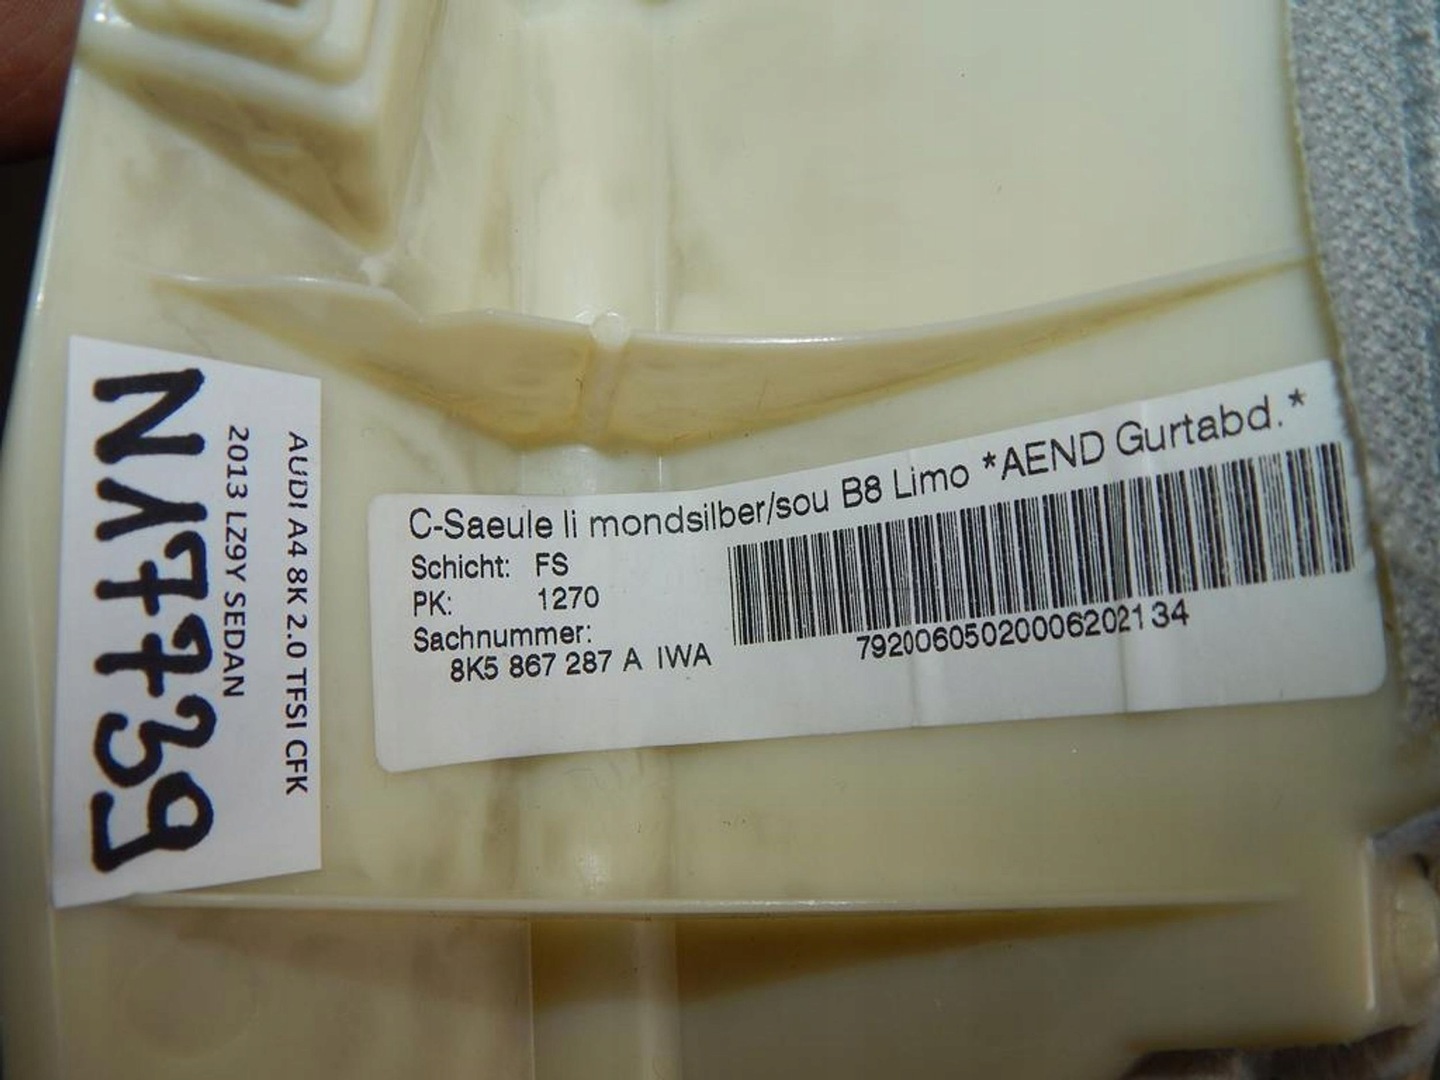 N1739
2013 LZ9Y SEDAN
AUDI A4 8K 2.0 TFSI CFK
C-Saeule li mondsilber/sou B8 Limo *AEND Gurtabd.*
Schicht: FS
PK: 1270
Sachnummer:
8K5 867 287 A IWA
79200605020006202134